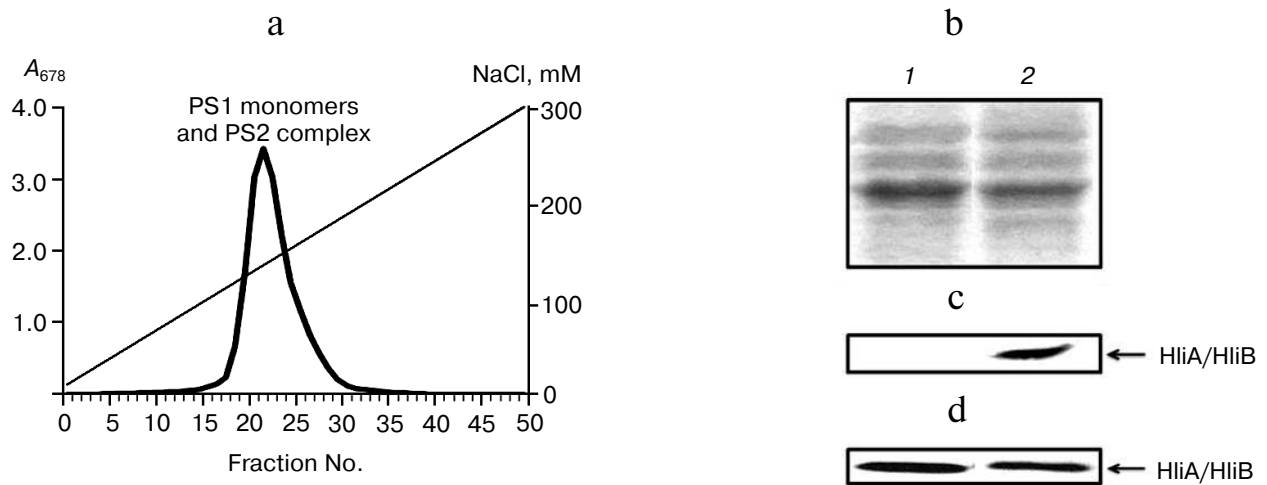 a
A678
NaCl, mM
4.0
3.0
2.0
1.0
PS1 monomers
and PS2 complex
300
200
100
0
0 5 10 15 20 25 30 35 40 45 50
Fraction No.
b
1 2
c
HliA/HliB
d
HliA/HliB